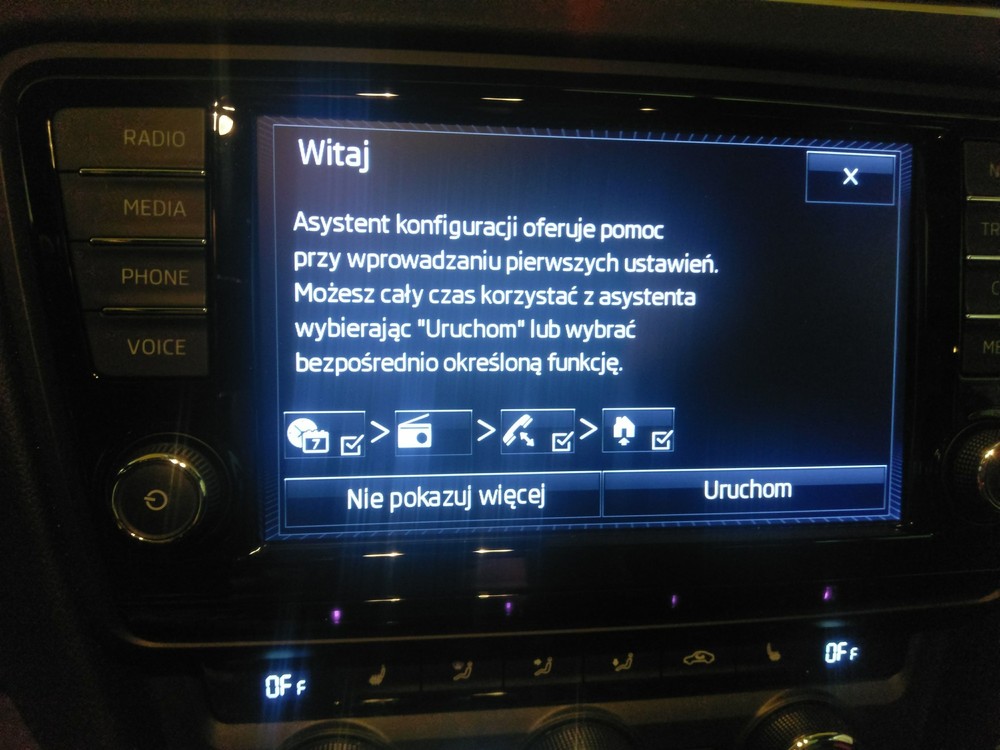 RADIO
MEDIA
PHONE
VOICE
Witaj
X
Asystent konfiguracji oferuje pomoc
przy wprowadzaniu pierwszych ustawień.
Możesz cały czas korzystać z asystenta
wybierając "Uruchom" lub wybrać
bezpośrednio określoną funkcję.
7
> > >
Nie pokazuj więcej
Uruchom
OFF
OFF